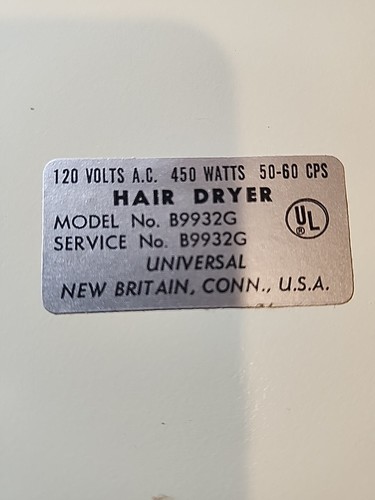 120 VOLTS A.C. 450 WATTS 50-60 CPS
HAIR DRYER
MODEL No. B9932G
SERVICE No. B9932G
UL ®
UNIVERSAL
NEW BRITAIN, CONN., U.S.A.